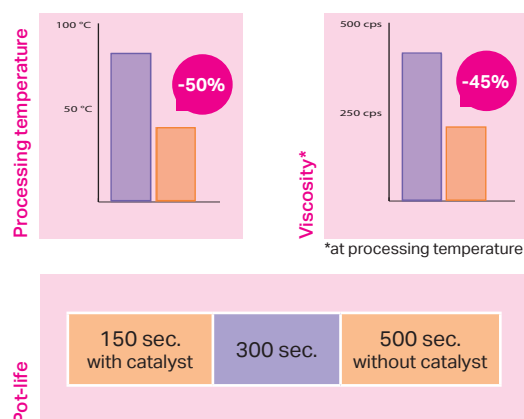 Processing temperature
100 °C
50 °C
-50%
Viscosity*
500 cps
250 cps
-45%
*at processing temperature
Pot-life
150 sec.
with catalyst
300 sec.
500 sec.
without catalyst